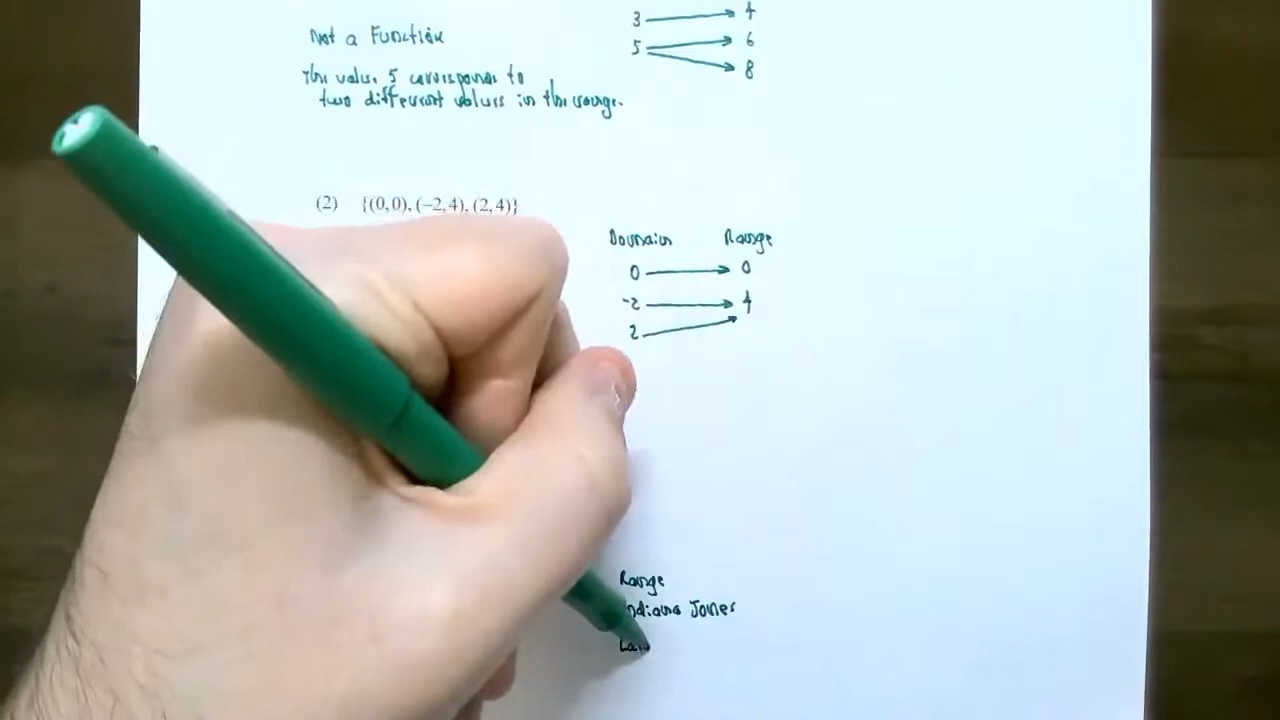 3 4
Not a Function
5 6
8
The value 5 corresponds to
two different values in the range.
(2) {(0,0), (−2,4), (2,4)}
Domain Range
0 0
-2 4
2
Range
Indiana Jones